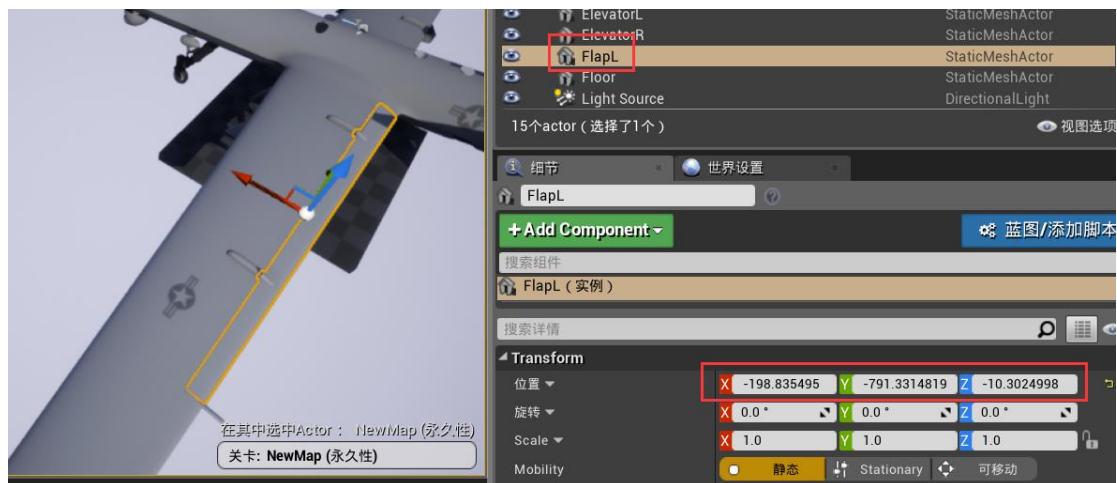 ElevatorL StaticMeshActor
ElevatorR StaticMeshActor
FlapL StaticMeshActor
Floor StaticMeshActor
Light Source DirectionalLight
15个actor（选择了1个） 视图选项
细节 世界设置
FlapL
+Add Component 蓝图/添加脚本
搜索组件
FlapL（实例）
搜索详情
Transform
位置 X -198.835495 Y -791.3314819 Z -10.3024998
旋转 X 0.0° Y 0.0° Z 0.0°
Scale X 1.0 Y 1.0 Z 1.0
Mobility 静态 Stationary 可移动
在其中选中Actor： NewMap (永久性)
关卡: NewMap (永久性)